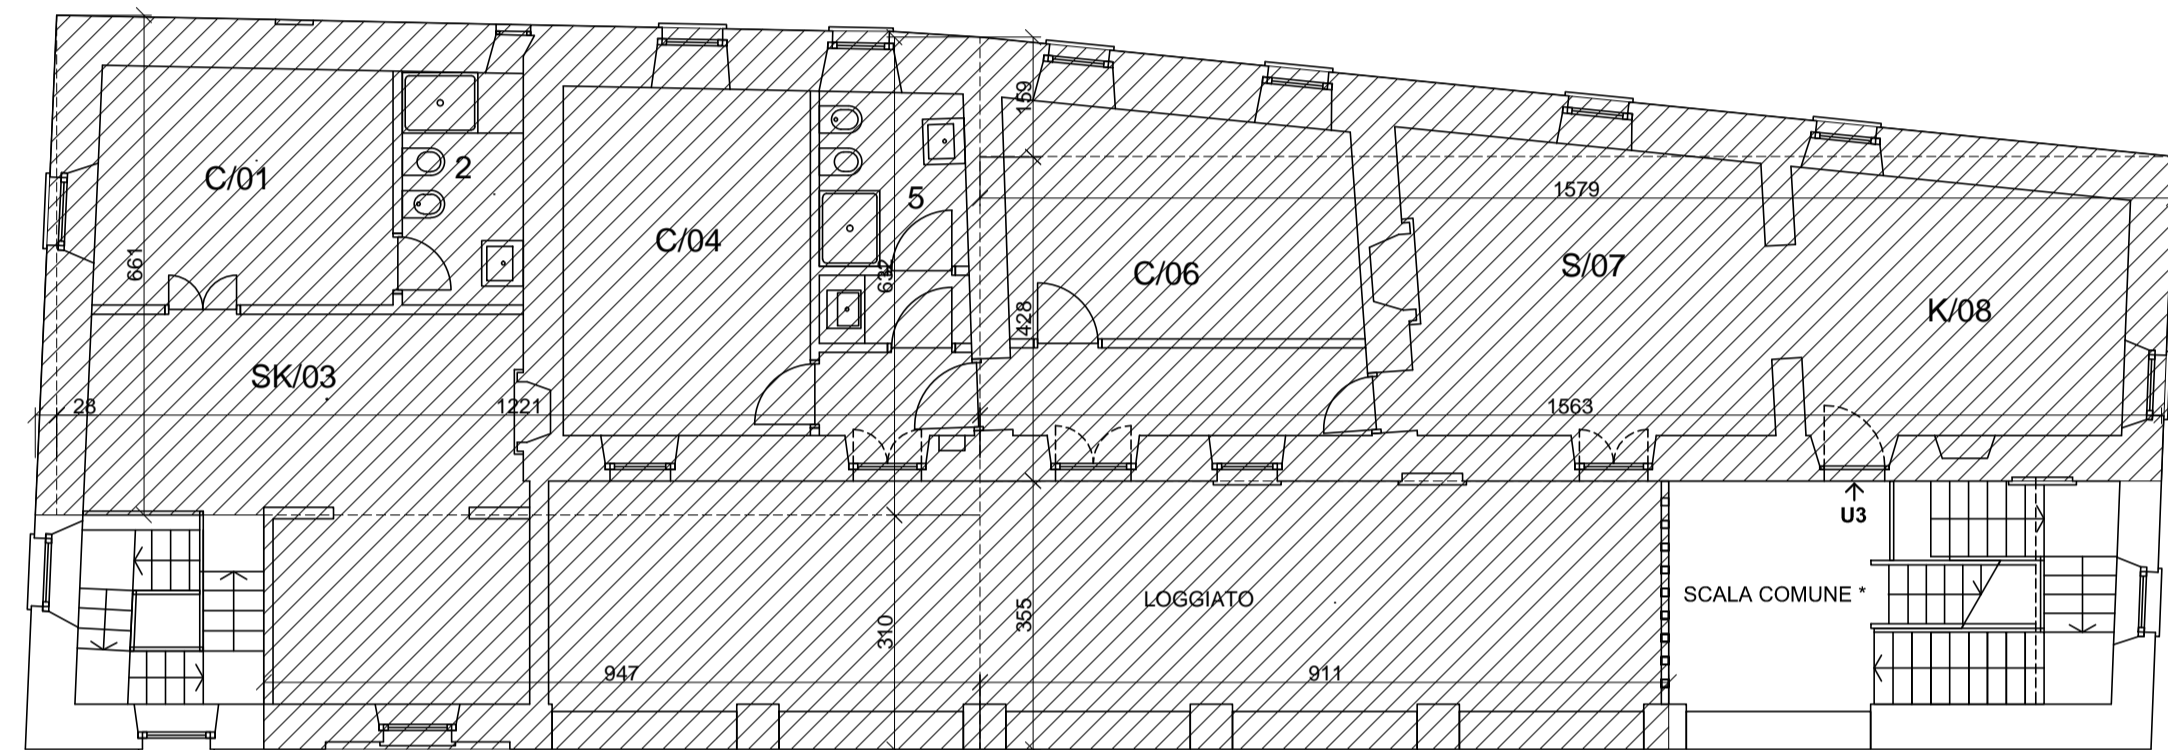 159
1579
C/01
2
5
661
C/04
632
C/06
S/07
428
K/08
SK/03
28
1221
1563
U3
LOGGIATO
SCALA COMUNE *
310
355
947
911